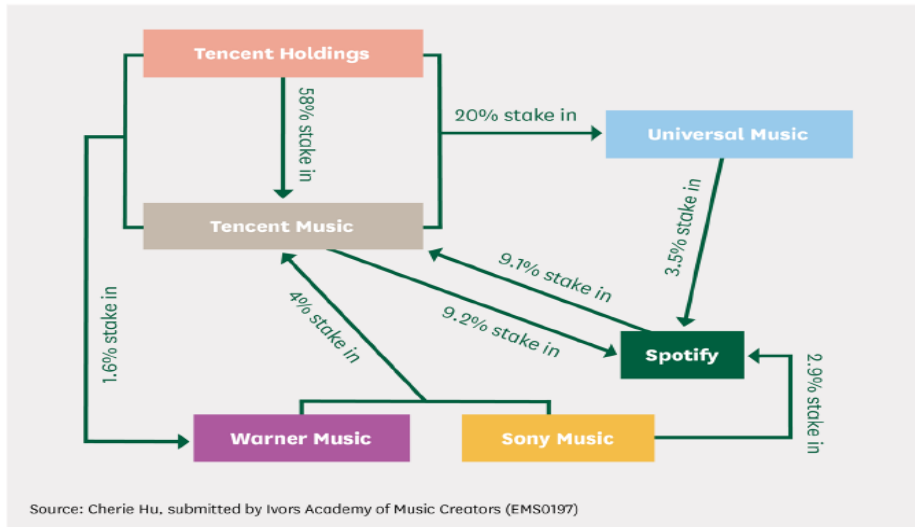 Tencent Holdings
58% stake in
20% stake in
Universal Music
Tencent Music
3.5% stake in
9.1% stake in
9.2% stake in
4% stake in
1.6% stake in
Spotify
2.9% stake in
Warner Music
Sony Music
Source: Cherie Hu, submitted by Ivors Academy of Music Creators (EMS0197)